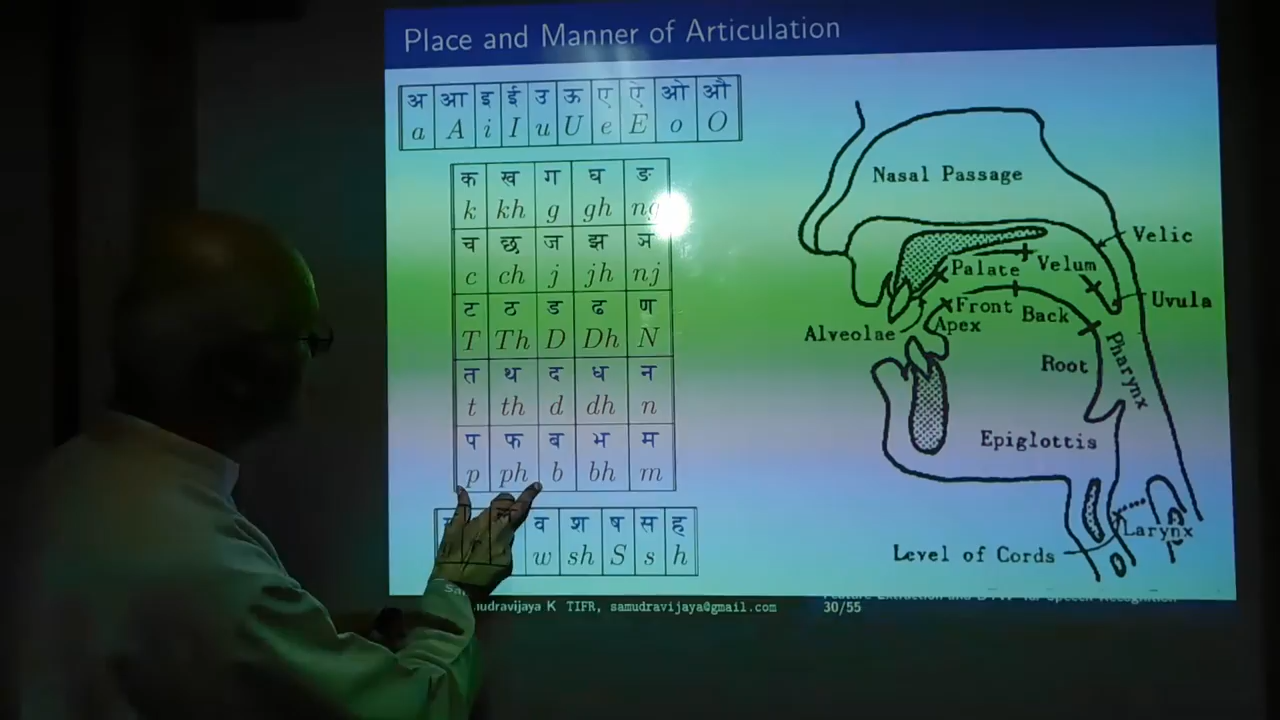 Place and Manner of Articulation
अ आ इ ई उ ऊ ए ऐ ओ औ
a A i I u U e E o O
क ख ग घ ङ
k kh g gh ng
च छ ज झ ञ
c ch j jh nj
ट ठ ड ढ ण
T Th D Dh N
त थ द ध न
t th d dh n
प फ ब भ म
p ph b bh m
व श ष स ह
w sh S s h
Nasal Passage
Velic
Palate Velum
Uvula
Front Back
Alveolae Apex
Pharynx
Root
Epiglottis
Larynx
Level of Cords
K TIFR, samudravijaya@gmail.com
30/55